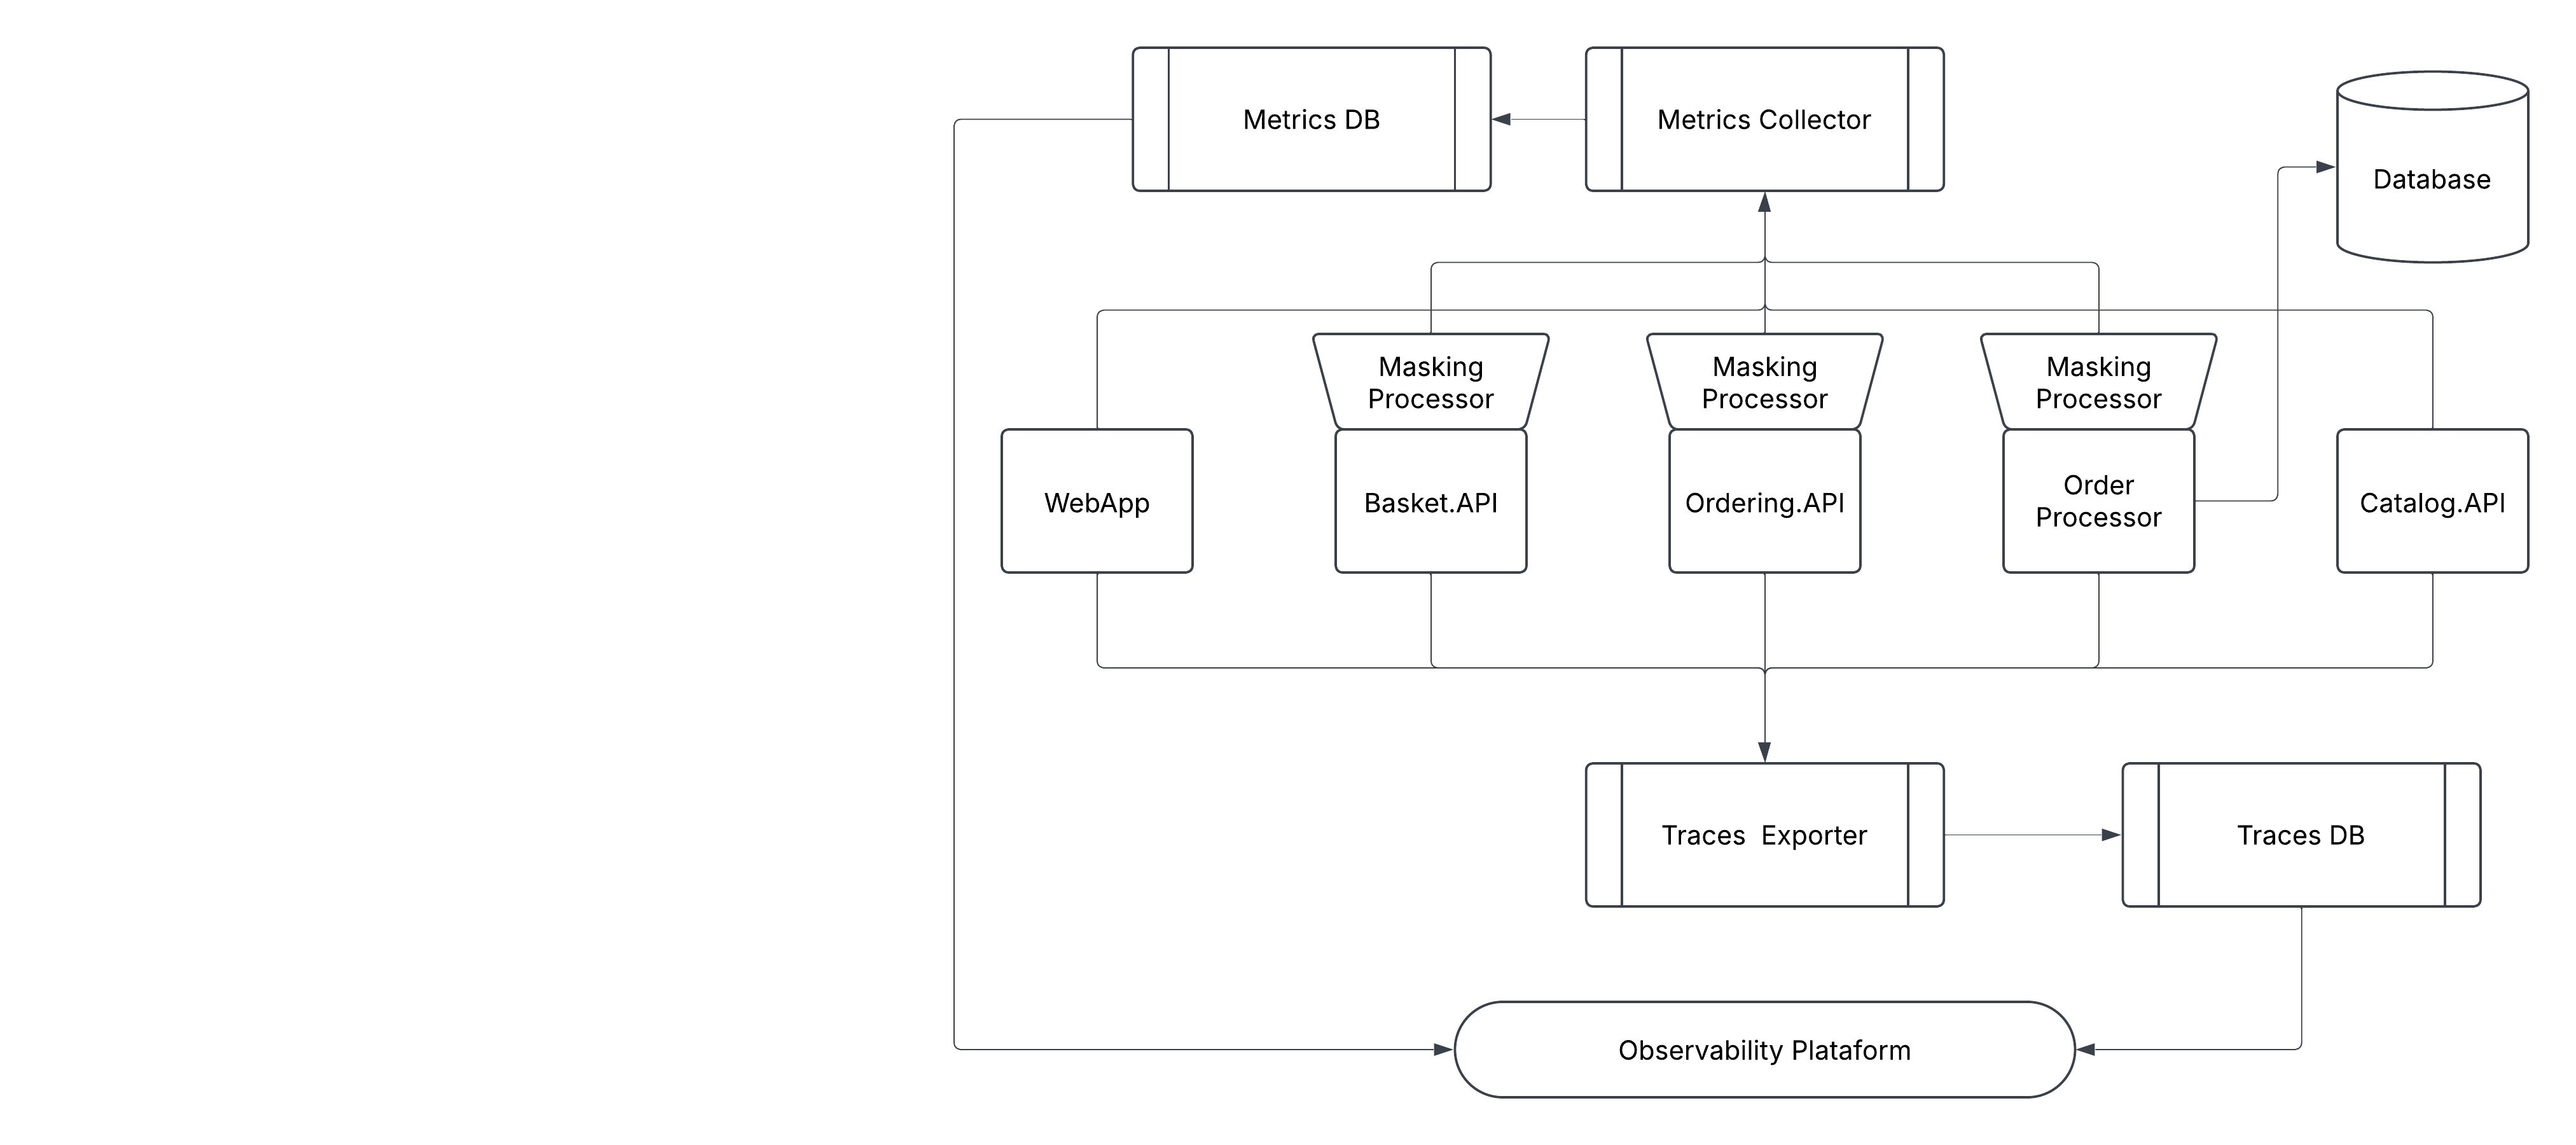 Metrics DB
Metrics Collector
Database
Masking
Processor
Masking
Processor
Masking
Processor
WebApp
Basket.API
Ordering.API
Order
Processor
Catalog.API
Traces  Exporter
Traces DB
Observability Plataform